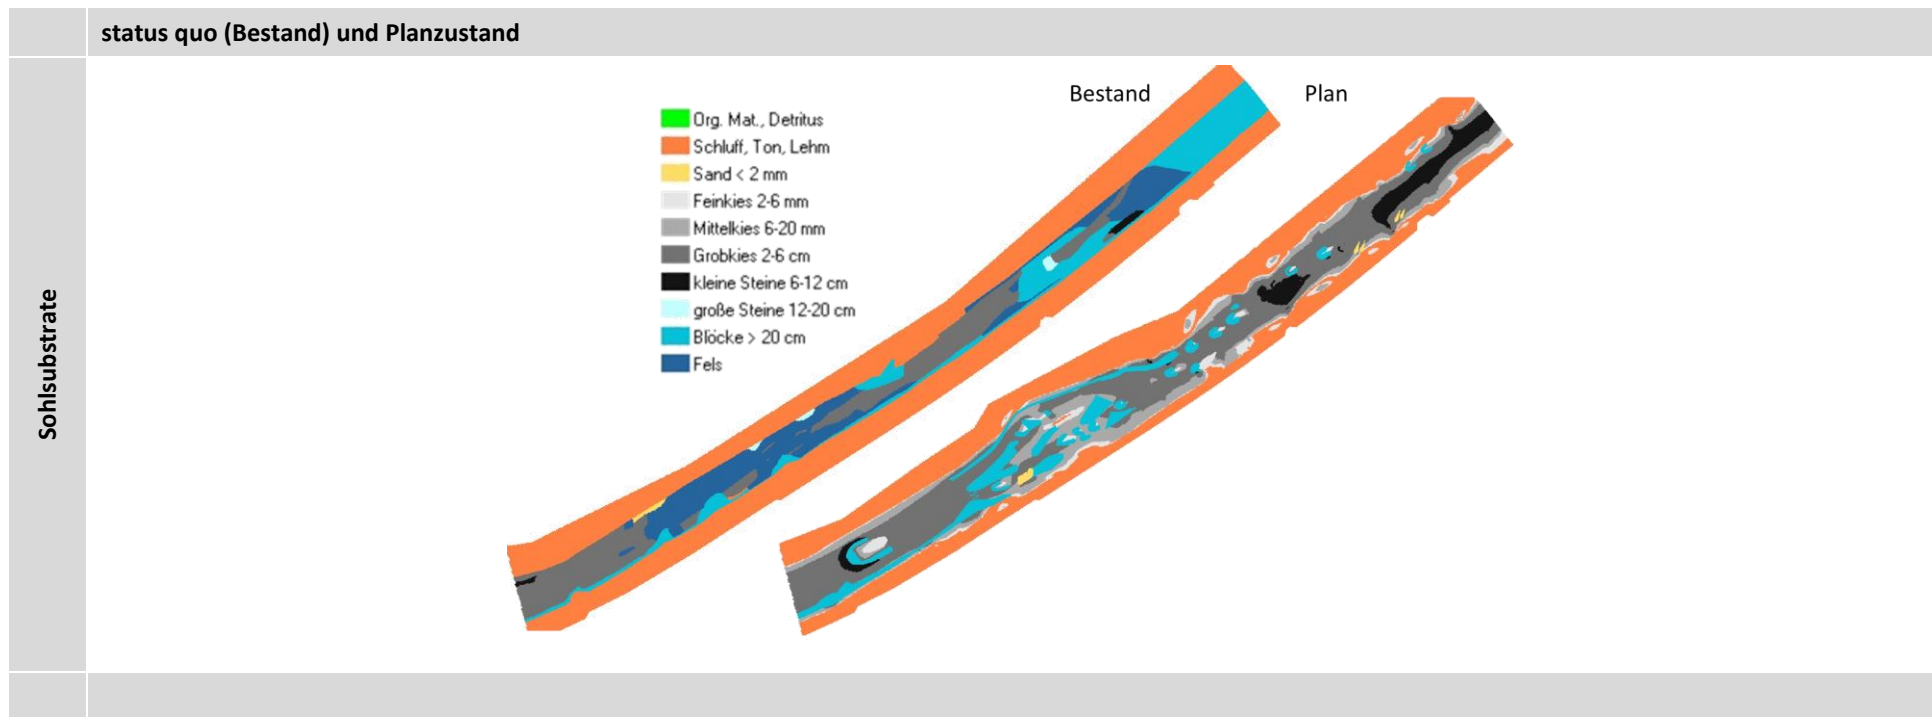 status quo (Bestand) und Planzustand
Sohlsubstrate
Bestand
Plan
Org. Mat., Detritus
Schluff, Ton, Lehm
Sand < 2 mm
Feinkies 2-6 mm
Mittelkies 6-20 mm
Grobkies 2-6 cm
kleine Steine 6-12 cm
große Steine 12-20 cm
Blöcke > 20 cm
Fels